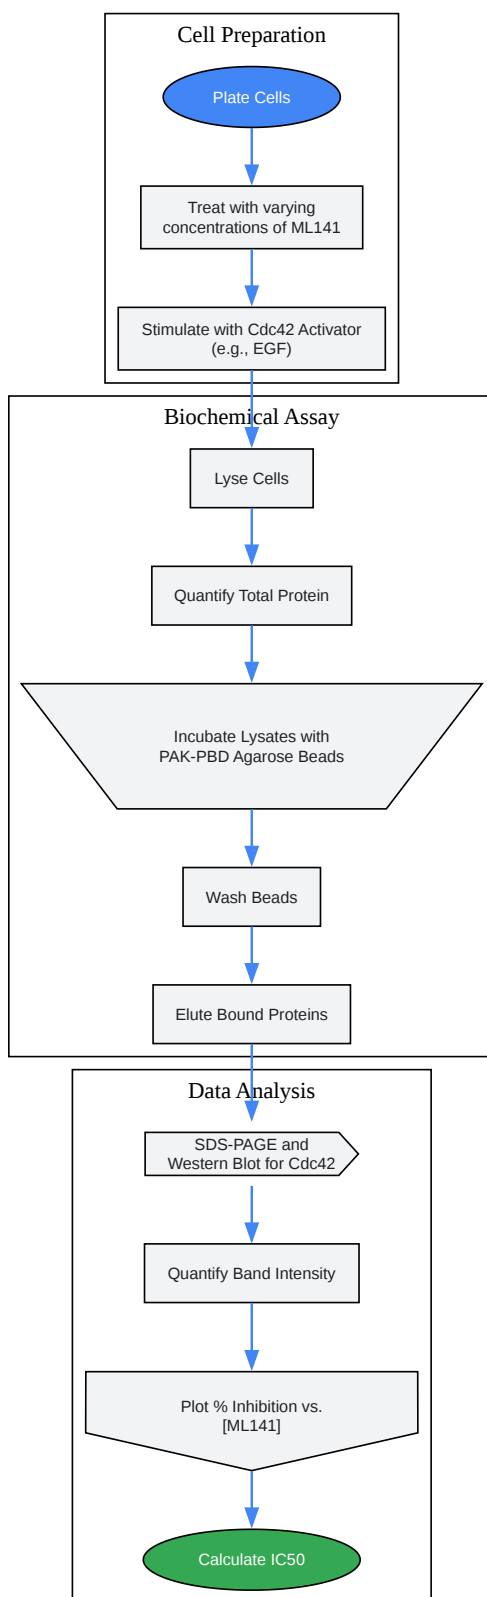 Cell Preparation
Plate Cells
Treat with varying
concentrations of ML141
Stimulate with Cdc42 Activator
(e.g., EGF)
Biochemical Assay
Lyse Cells
Quantify Total Protein
Incubate Lysates with
PAK-PBD Agarose Beads
Wash Beads
Elute Bound Proteins
Data Analysis
SDS-PAGE and
Western Blot for Cdc42
Quantify Band Intensity
Plot % Inhibition vs.
[ML141]
Calculate IC50